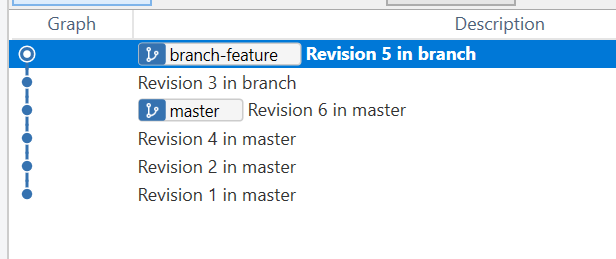 Graph Description
branch-feature Revision 5 in branch
Revision 3 in branch
master Revision 6 in master
Revision 4 in master
Revision 2 in master
Revision 1 in master